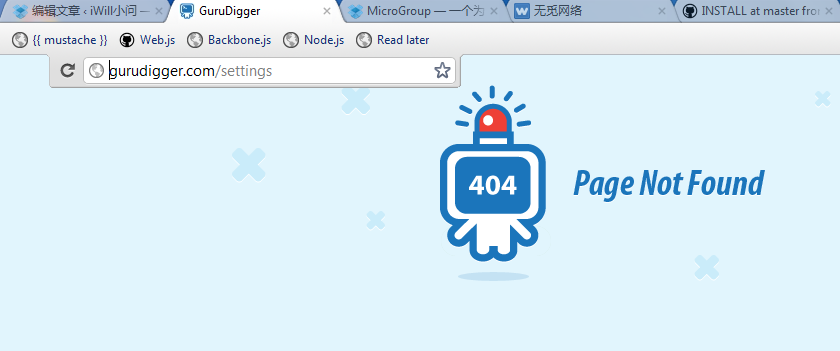 编辑文章 ‹ iWill小问 —
GuruDigger
MicroGroup — 一个为
无觅网络
INSTALL at master from
{{ mustache }}
Web.js
Backbone.js
Node.js
Read later
gurudigger.com/settings
404
Page Not Found